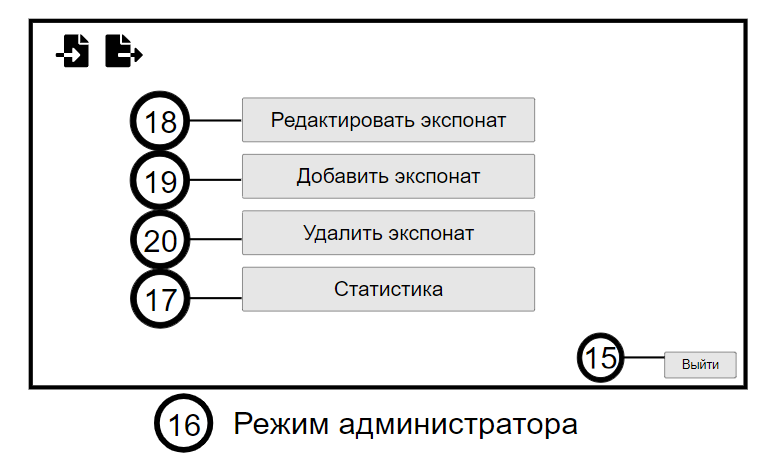 18 Редактировать экспонат
19 Добавить экспонат
20 Удалить экспонат
17 Статистика
15 Выйти
16 Режим администратора